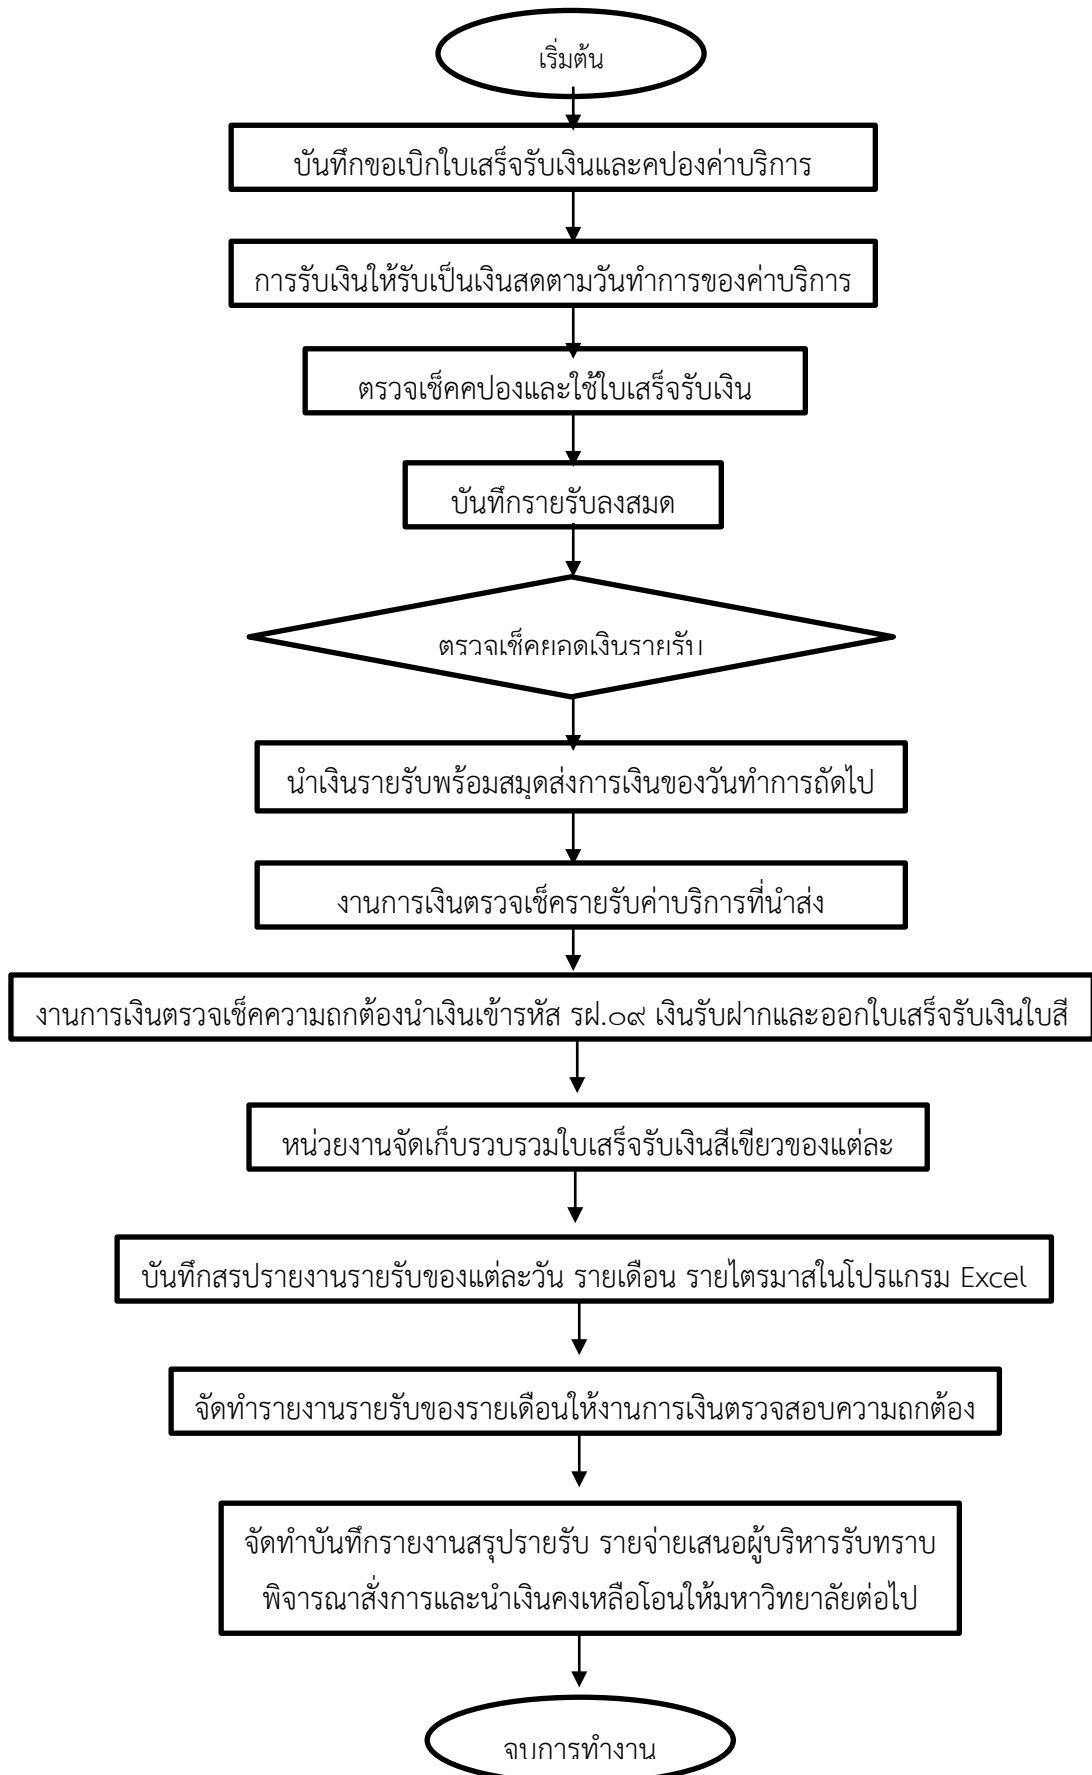 เริ่มต้น
บันทึกขอเบิกใบเสร็จรับเงินและคปองค่าบริการ
การรับเงินให้รับเป็นเงินสดตามวันทำการของค่าบริการ
ตรวจเช็คคปองและใช้ใบเสร็จรับเงิน
บันทึกรายรับลงสมด
ตรวจเช็คยอดเงินรายรับ
นำเงินรายรับพร้อมสมุดส่งการเงินของวันทำการถัดไป
งานการเงินตรวจเช็ครายรับค่าบริการที่นำส่ง
งานการเงินตรวจเช็คความถกต้องนำเงินเข้ารหัส รฝ.๐๙ เงินรับฝากและออกใบเสร็จรับเงินใบสี
หน่วยงานจัดเก็บรวบรวมใบเสร็จรับเงินสีเขียวของแต่ละ
บันทึกสรปรายงานรายรับของแต่ละวัน รายเดือน รายไตรมาสในโปรแกรม Excel
จัดทำรายงานรายรับของรายเดือนให้งานการเงินตรวจสอบความถกต้อง
จัดทำบันทึกรายงานสรุปรายรับ รายจ่ายเสนอผู้บริหารรับทราบ
พิจารณาสั่งการและนำเงินคงเหลือโอนให้มหาวิทยาลัยต่อไป
จบการทำงาน